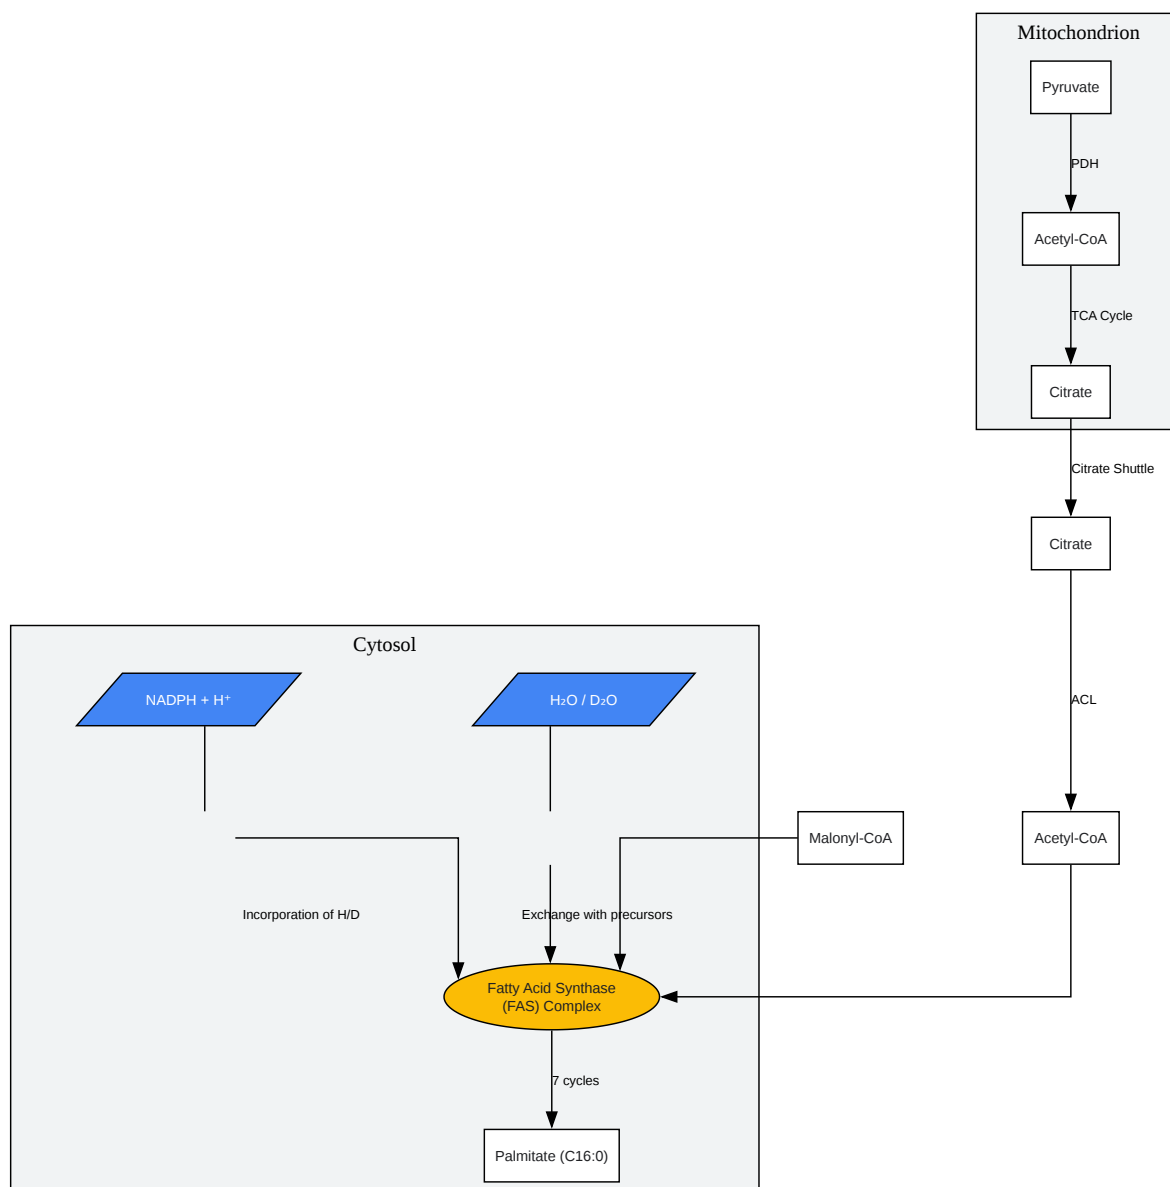 Mitochondrion
Pyruvate
PDH
Acetyl-CoA
TCA Cycle
Citrate
Citrate Shuttle
Citrate
Cytosol
NADPH + H⁺
H₂O / D₂O
ACL
Malonyl-CoA
Acetyl-CoA
Incorporation of H/D
Exchange with precursors
Fatty Acid Synthase
(FAS) Complex
7 cycles
Palmitate (C16:0)